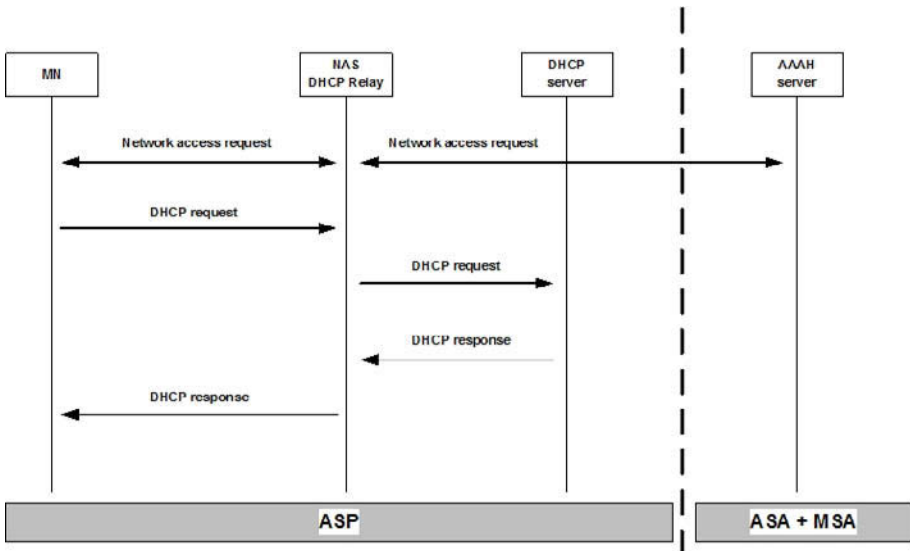 MN
NAS
DHCP Relay
DHCP
server
AAAH
server
Network access request
Network access request
DHCP request
DHCP request
DHCP response
DHCP response
ASP
ASA + MSA